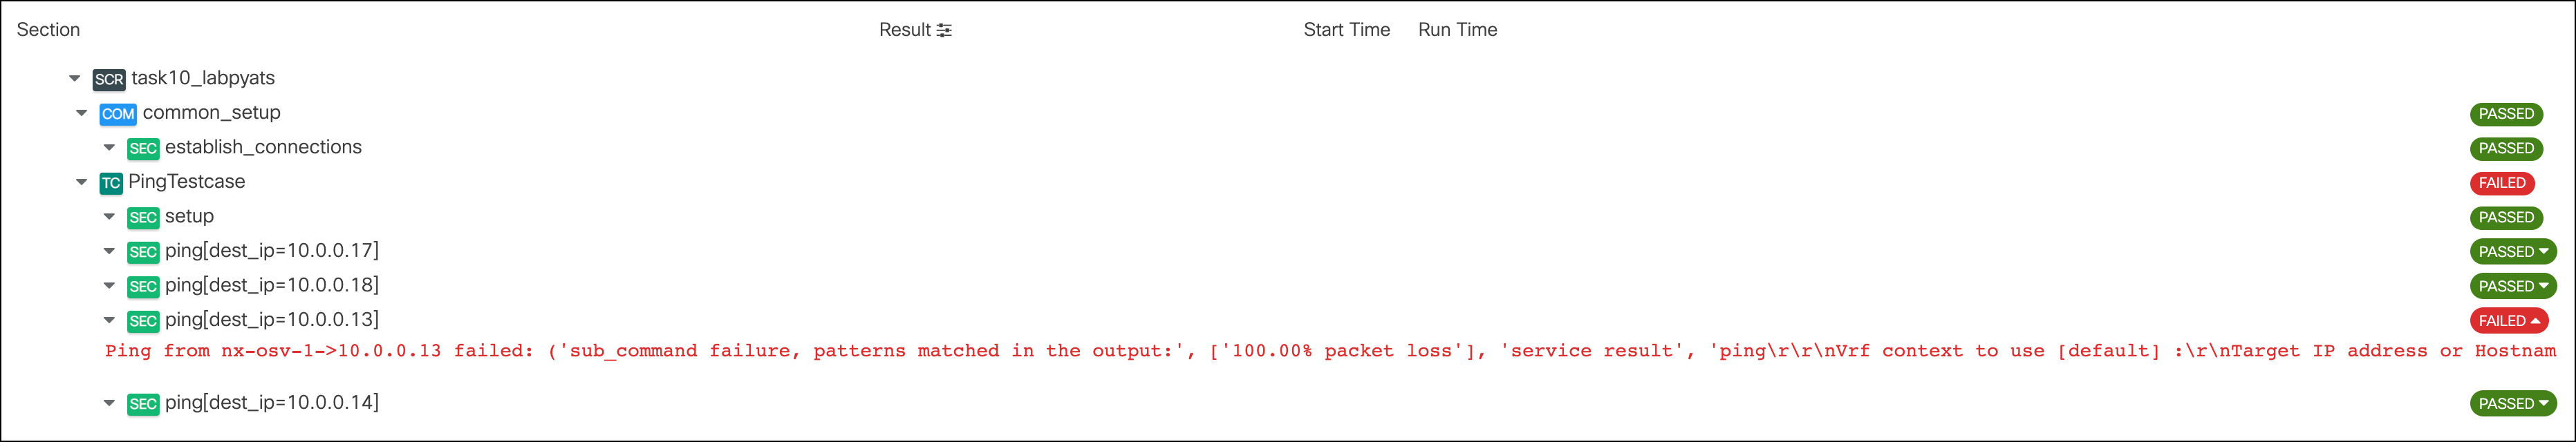 Section Result Start Time Run Time
SCR task10_labpyats
COM common_setup PASSED
SEC establish_connections PASSED
TC PingTestcase FAILED
SEC setup PASSED
SEC ping[dest_ip=10.0.0.17] PASSED
SEC ping[dest_ip=10.0.0.18] PASSED
SEC ping[dest_ip=10.0.0.13] FAILED
Ping from nx-osv-1->10.0.0.13 failed: ('sub_command failure, patterns matched in the output:', ['100.00% packet loss'], 'service result', 'ping\r\r\nVrf context to use [default] :\r\nTarget IP address or Hostnam
SEC ping[dest_ip=10.0.0.14] PASSED